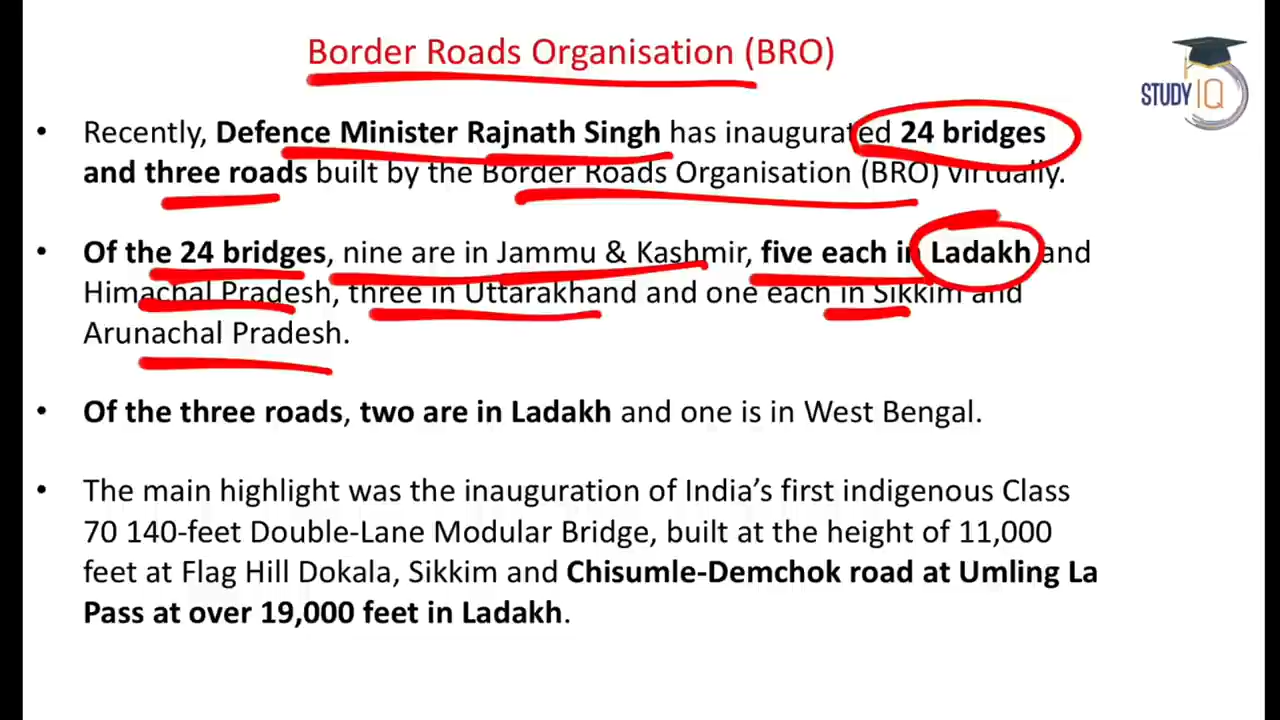 Border Roads Organisation (BRO)
STUDY IQ
• Recently, Defence Minister Rajnath Singh has inaugurated 24 bridges
and three roads built by the Border Roads Organisation (BRO) virtually.
• Of the 24 bridges, nine are in Jammu & Kashmir, five each in Ladakh and
Himachal Pradesh, three in Uttarakhand and one each in Sikkim and
Arunachal Pradesh.
• Of the three roads, two are in Ladakh and one is in West Bengal.
• The main highlight was the inauguration of India’s first indigenous Class
70 140-feet Double-Lane Modular Bridge, built at the height of 11,000
feet at Flag Hill Dokala, Sikkim and Chisumle-Demchok road at Umling La
Pass at over 19,000 feet in Ladakh.